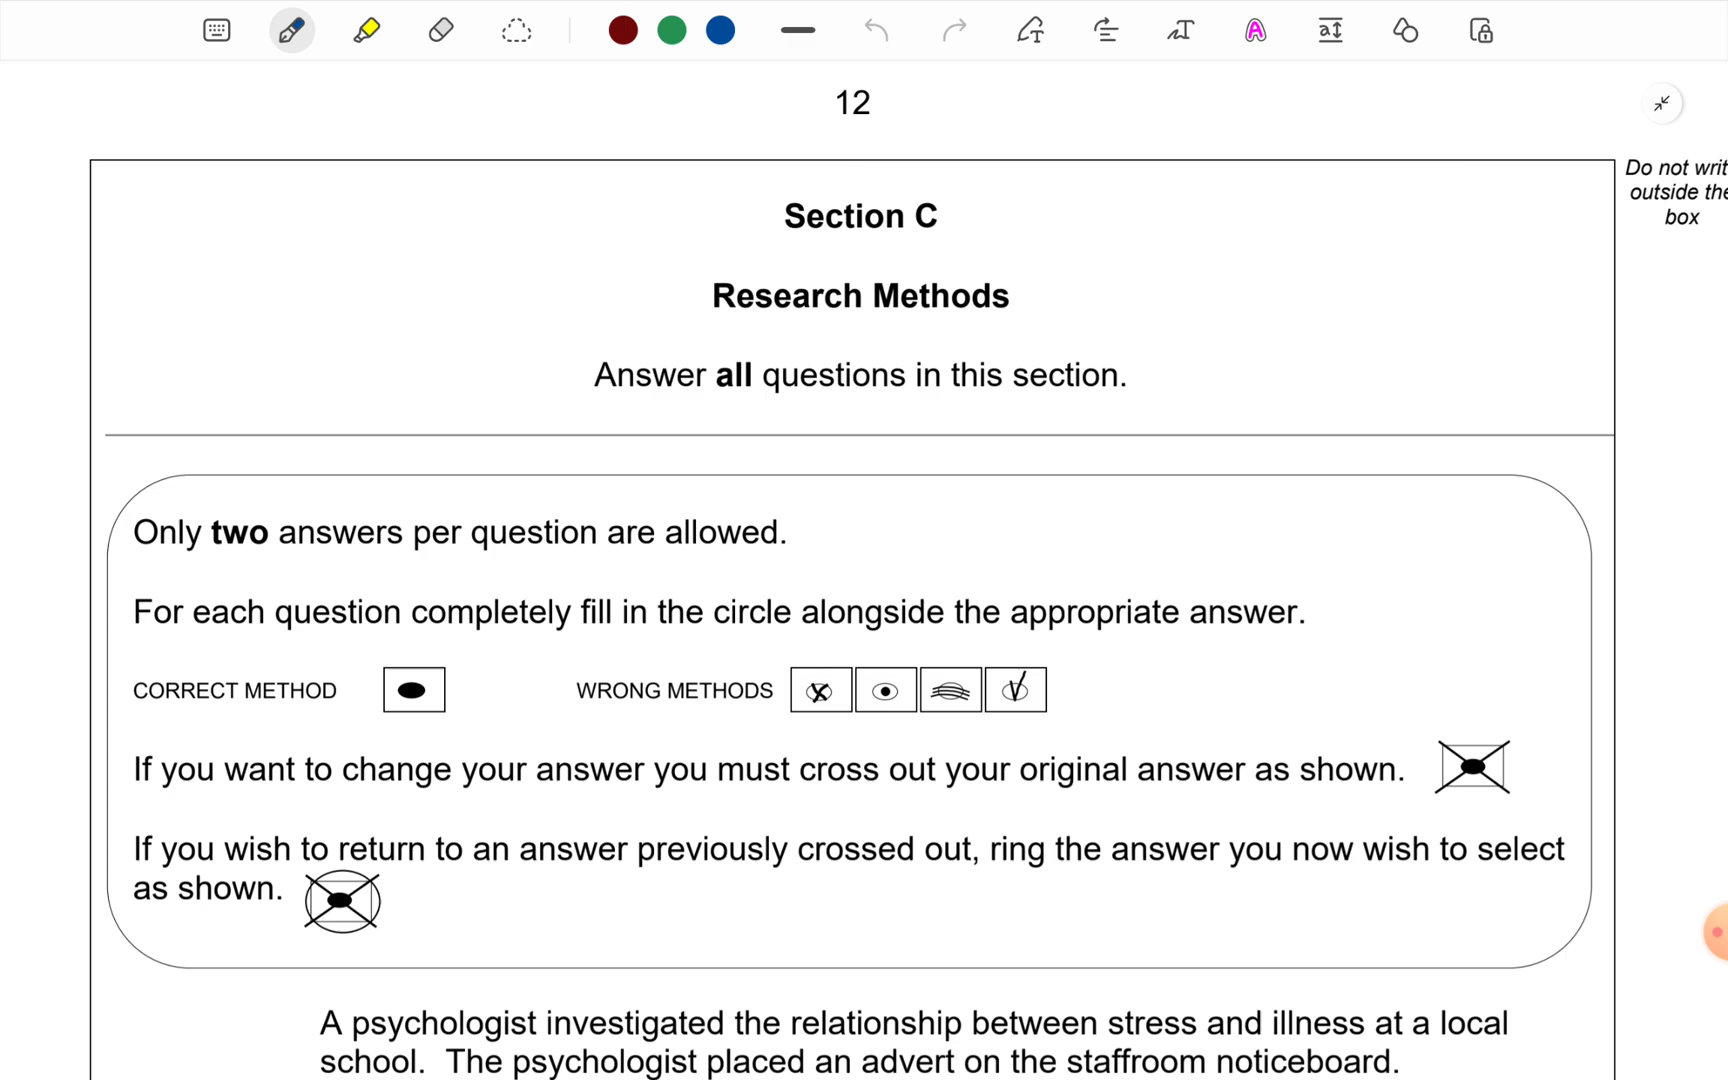 12
Do not writ
outside the
box
Section C
Research Methods
Answer all questions in this section.
Only two answers per question are allowed.
For each question completely fill in the circle alongside the appropriate answer.
CORRECT METHOD WRONG METHODS
If you want to change your answer you must cross out your original answer as shown.
If you wish to return to an answer previously crossed out, ring the answer you now wish to select
as shown.
A psychologist investigated the relationship between stress and illness at a local
school. The psychologist placed an advert on the staffroom noticeboard.